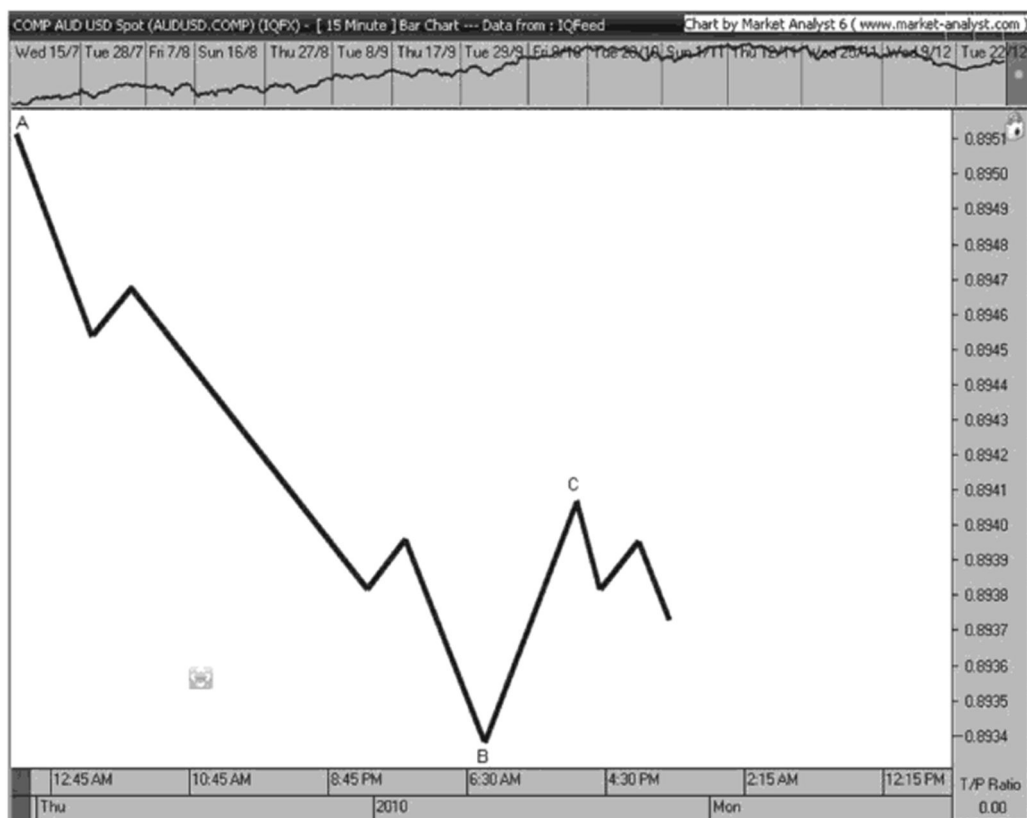 COMP AUD USD Spot (AUDUSD.COMP) (IQFX) - [ 15 Minute ] Bar Chart --- Data from : IQFeed Chart by Market Analyst 6 ( www.market-analyst.com )
Wed 15/7 Tue 28/7 Fri 7/8 Sun 16/8 Thu 27/8 Tue 8/9 Thu 17/9 Tue 29/9 Tue 22/12
A
0.8951
0.8950
0.8949
0.8948
0.8947
0.8946
0.8945
0.8944
0.8943
0.8942
C
0.8941
0.8940
0.8939
0.8938
0.8937
0.8936
0.8935
0.8934
B
12:45 AM 10:45 AM 8:45 PM 6:30 AM 4:30 PM 2:15 AM 12:15 PM T/P Ratio
Thu 2010 Mon 0.00